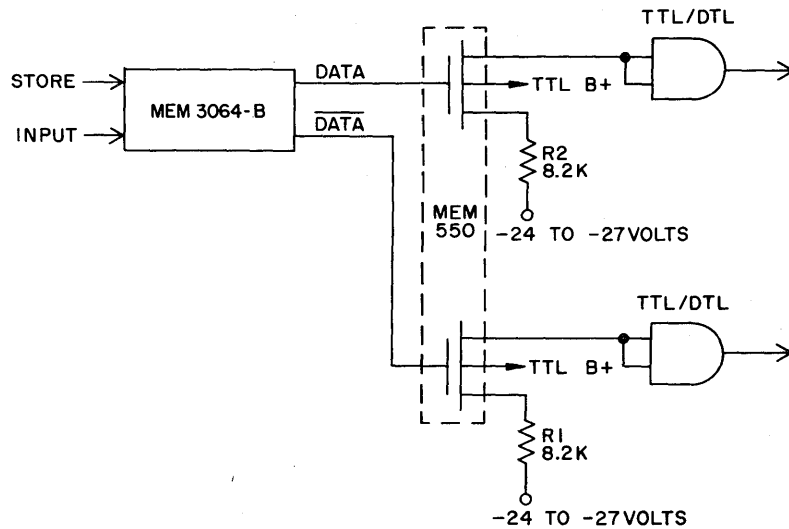 TTL/DTL
STORE
DATA
TTL B+
MEM 3064-B
INPUT
DATA
R2
8.2K
MEM
550
-24 TO -27VOLTS
TTL/DTL
TTL B+
R1
8.2K
-24 TO -27VOLTS